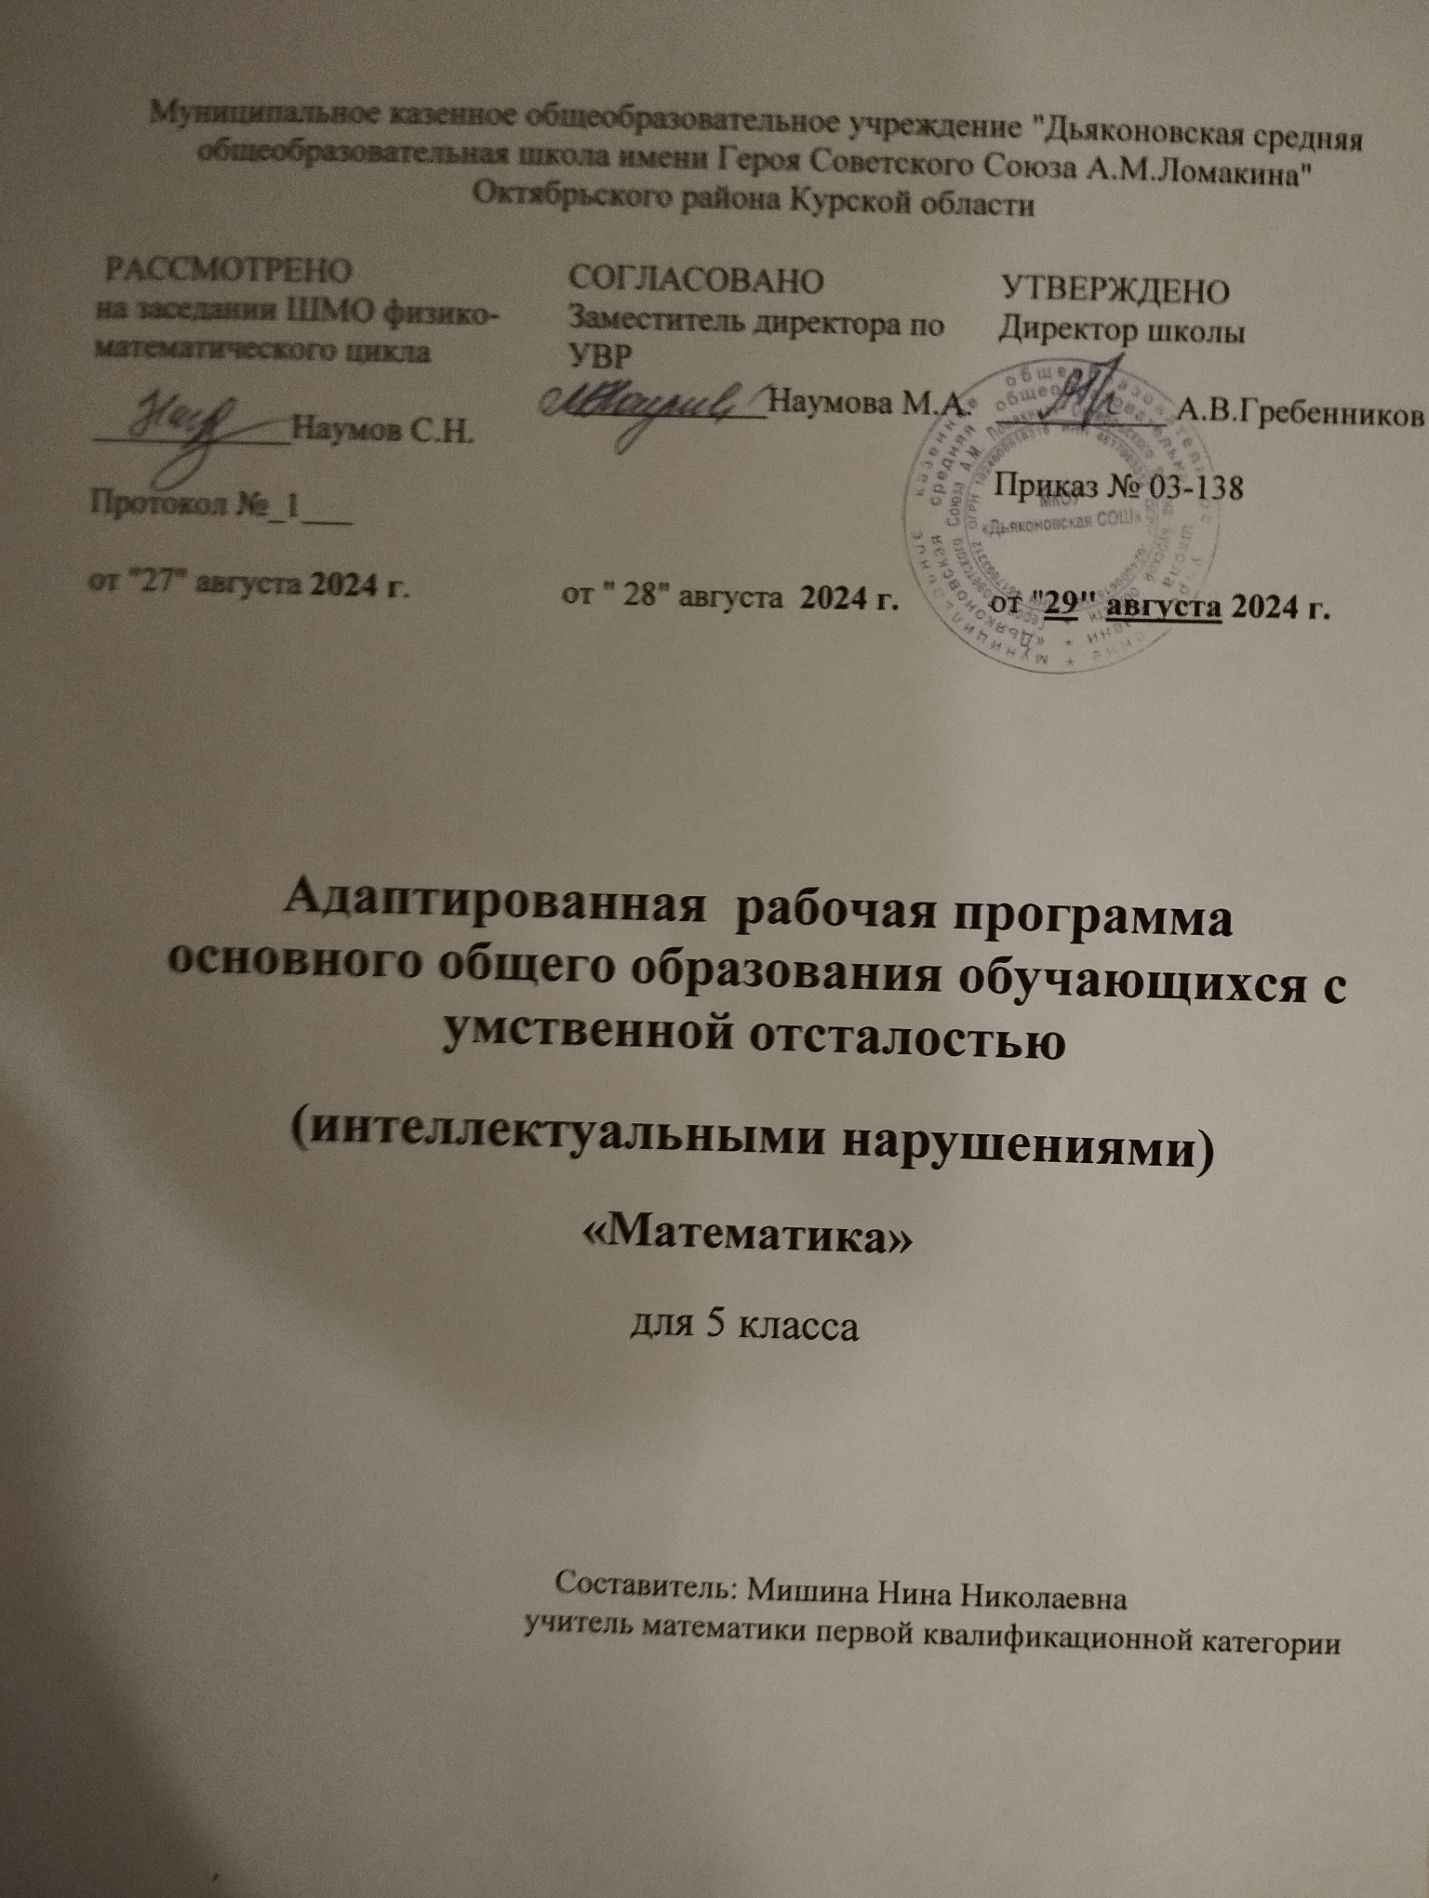 Муниципальное казенное общеобразовательное учреждение "Дьяконовская средняя
общеобразовательная школа имени Героя Советского Союза А.М.Ломакина"
Октябрьского района Курской области
РАССМОТРЕНО
на заседании ШМО физико-
математического цикла
Наумов С.Н.
Протокол №_1___
от "27" августа 2024 г.
СОГЛАСОВАНО
Заместитель директора по
УВР
Наумова М.А.
от " 28" августа 2024 г.
УТВЕРЖДЕНО
Директор школы
А.В.Гребенников
Приказ № 03-138
МКОУ
«Дьяконовская СОШ»
от "29" августа 2024 г.
Адаптированная рабочая программа
основного общего образования обучающихся с
умственной отсталостью
(интеллектуальными нарушениями)
«Математика»
для 5 класса
Составитель: Мишина Нина Николаевна
учитель математики первой квалификационной категории